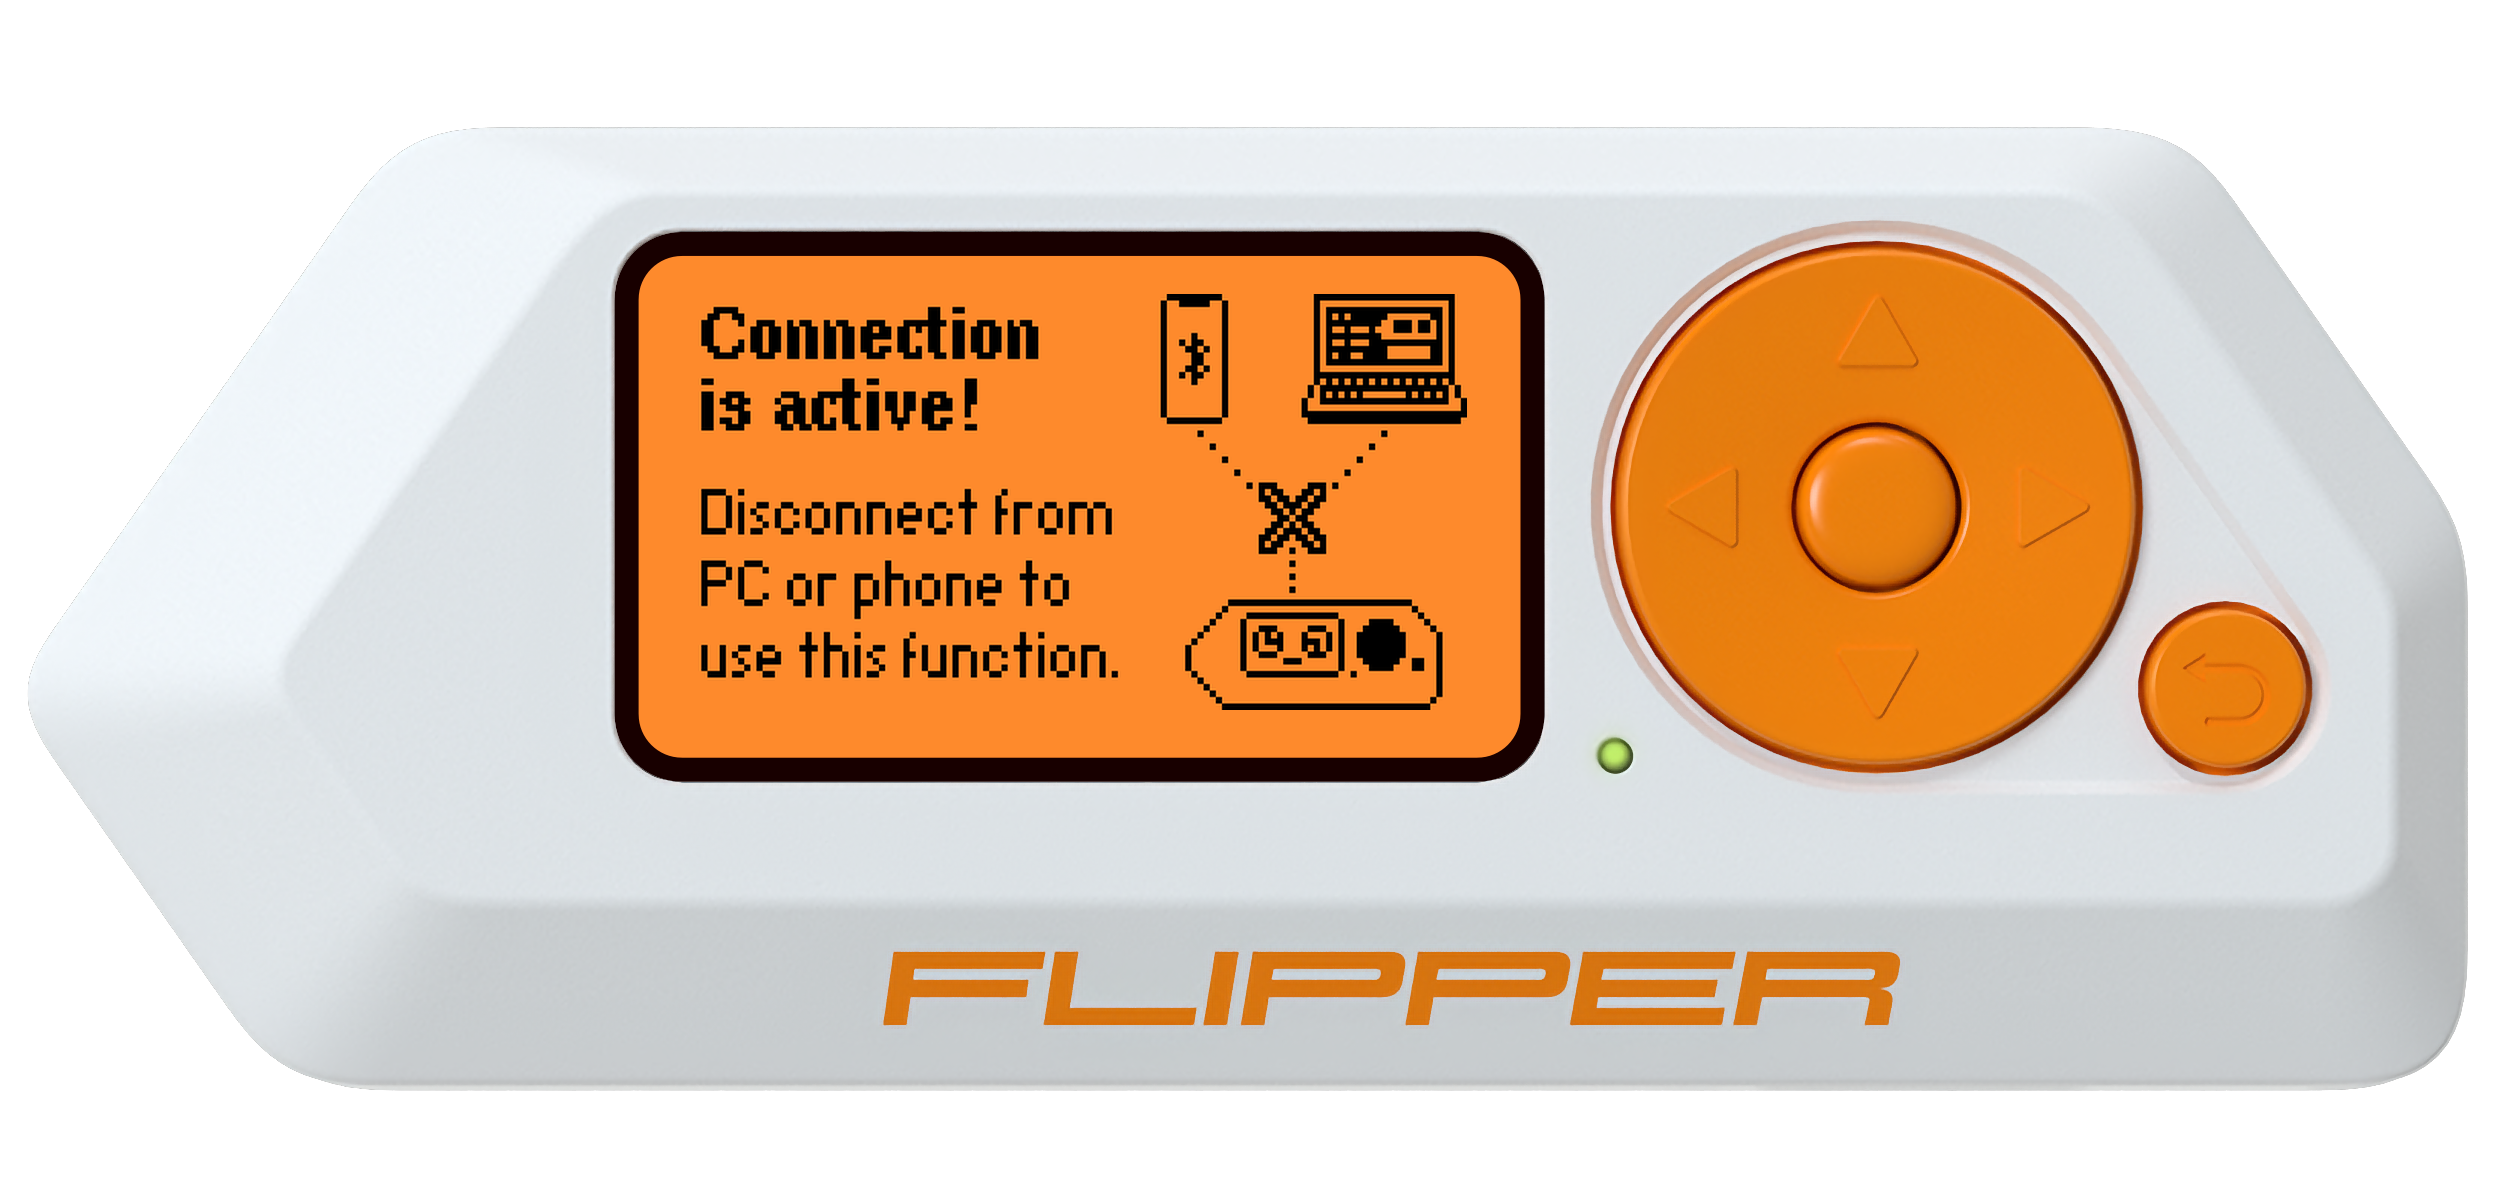 Connection
is active!
Disconnect from
PC or phone to
use this function.
FLIPPER